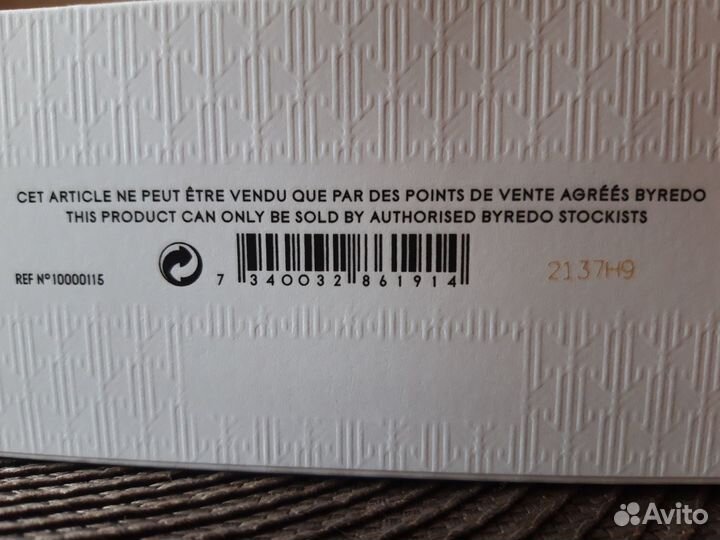 CET ARTICLE NE PEUT ÊTRE VENDU QUE PAR DES POINTS DE VENTE AGRÉÉS BYREDO
THIS PRODUCT CAN ONLY BE SOLD BY AUTHORISED BYREDO STOCKISTS
REF N°10000115
7 340032 861914
2137H9
Avito